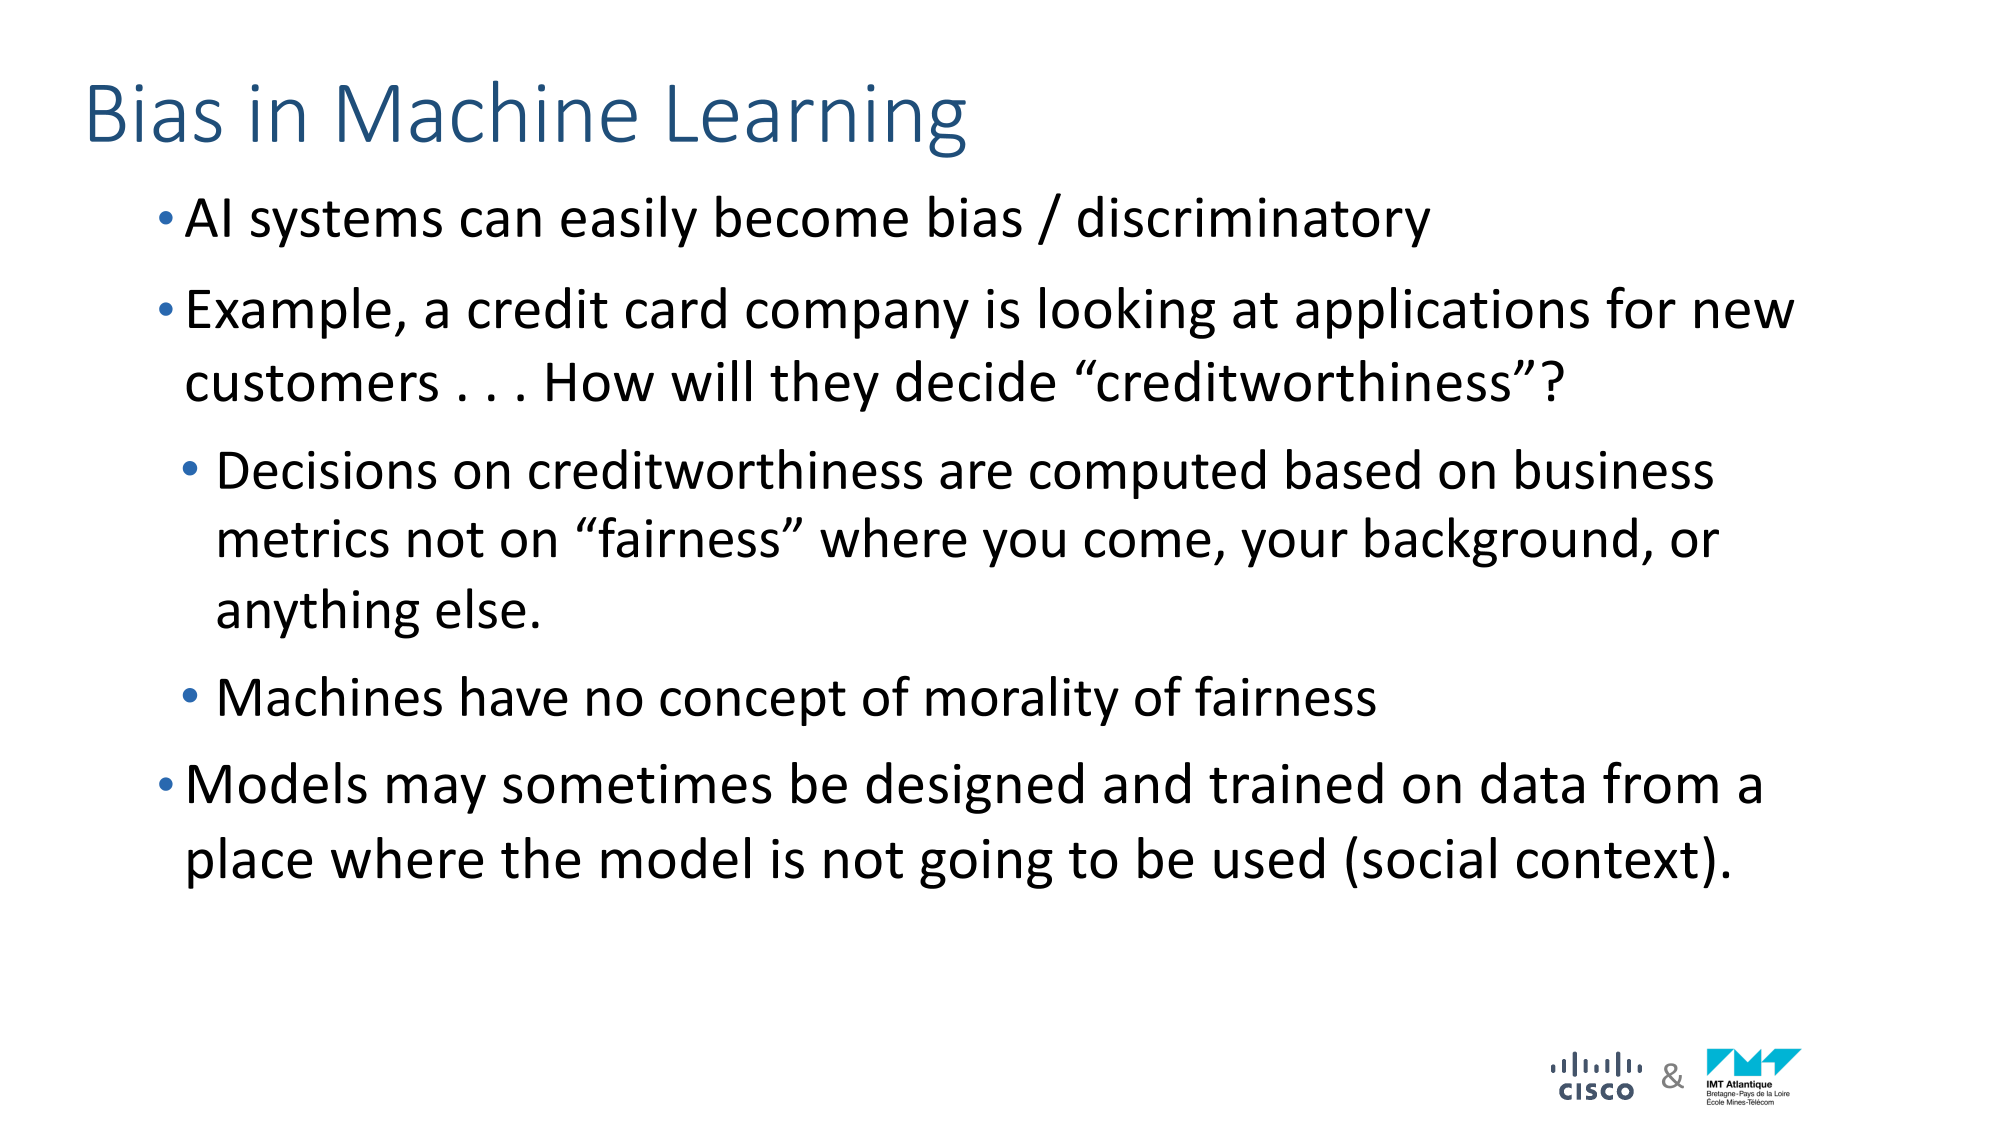 Bias in Machine Learning
• AI systems can easily become bias / discriminatory
• Example, a credit card company is looking at applications for new
customers . . . How will they decide “creditworthiness”?
• Decisions on creditworthiness are computed based on business
metrics not on “fairness” where you come, your background, or
anything else.
• Machines have no concept of morality of fairness
• Models may sometimes be designed and trained on data from a
place where the model is not going to be used (social context).
CISCO & IMT Atlantique
Bretagne-Pays de la Loire
École Mines-Télécom